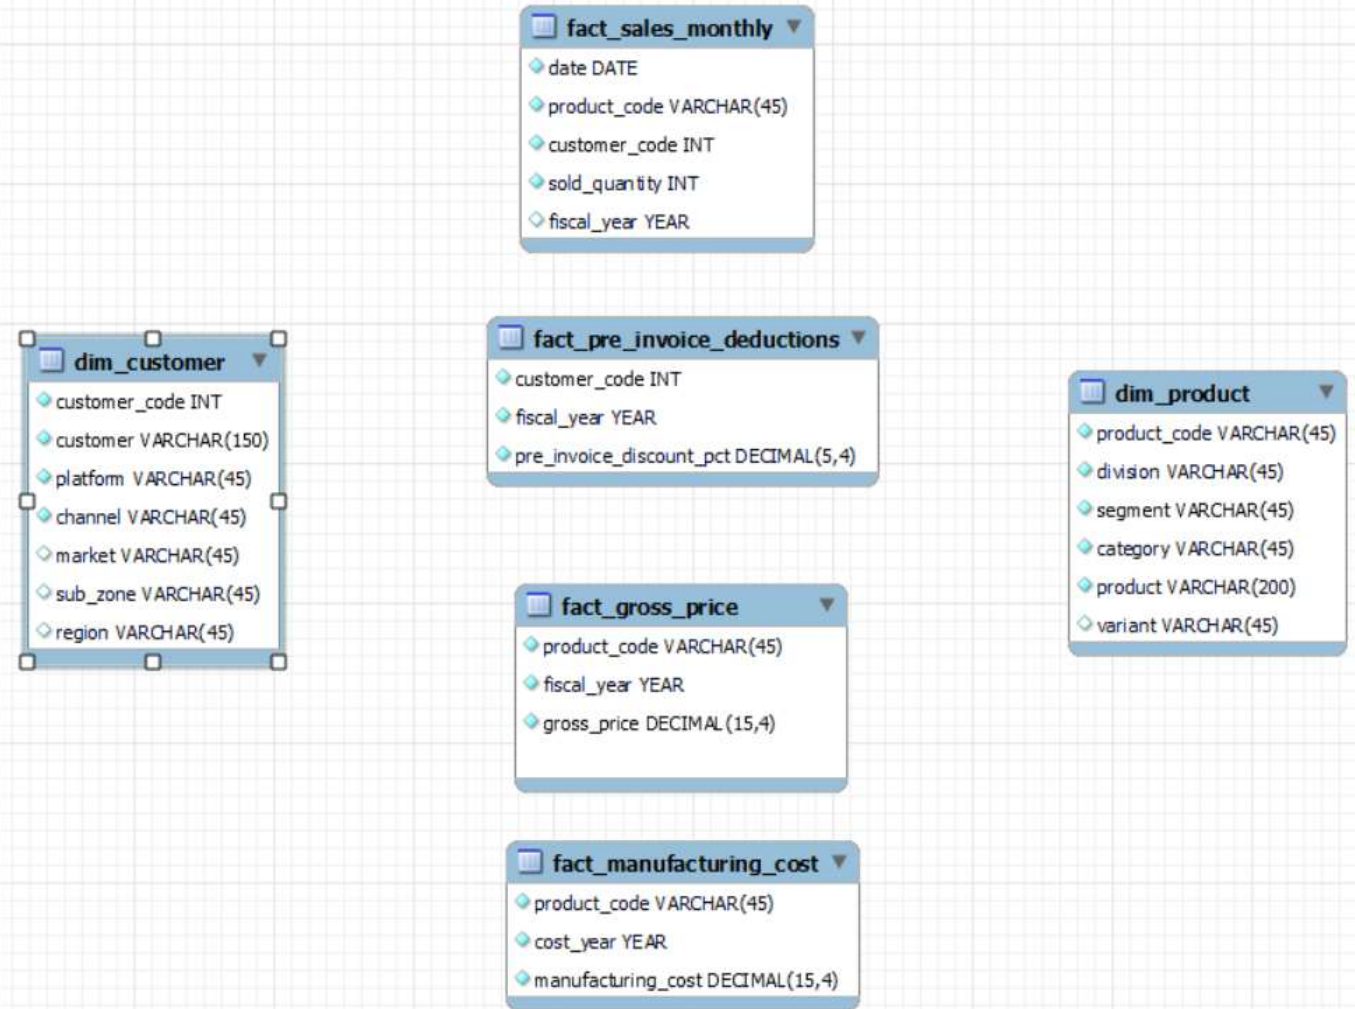 fact_sales_monthly
date DATE
product_code VARCHAR(45)
customer_code INT
sold_quantity INT
fiscal_year YEAR
dim_customer
customer_code INT
customer VARCHAR(150)
platform VARCHAR(45)
channel VARCHAR(45)
market VARCHAR(45)
sub_zone VARCHAR(45)
region VARCHAR(45)
fact_pre_invoice_deductions
customer_code INT
fiscal_year YEAR
pre_invoice_discount_pct DECIMAL(5,4)
dim_product
product_code VARCHAR(45)
division VARCHAR(45)
segment VARCHAR(45)
category VARCHAR(45)
product VARCHAR(200)
variant VARCHAR(45)
fact_gross_price
product_code VARCHAR(45)
fiscal_year YEAR
gross_price DECIMAL(15,4)
fact_manufacturing_cost
product_code VARCHAR(45)
cost_year YEAR
manufacturing_cost DECIMAL(15,4)